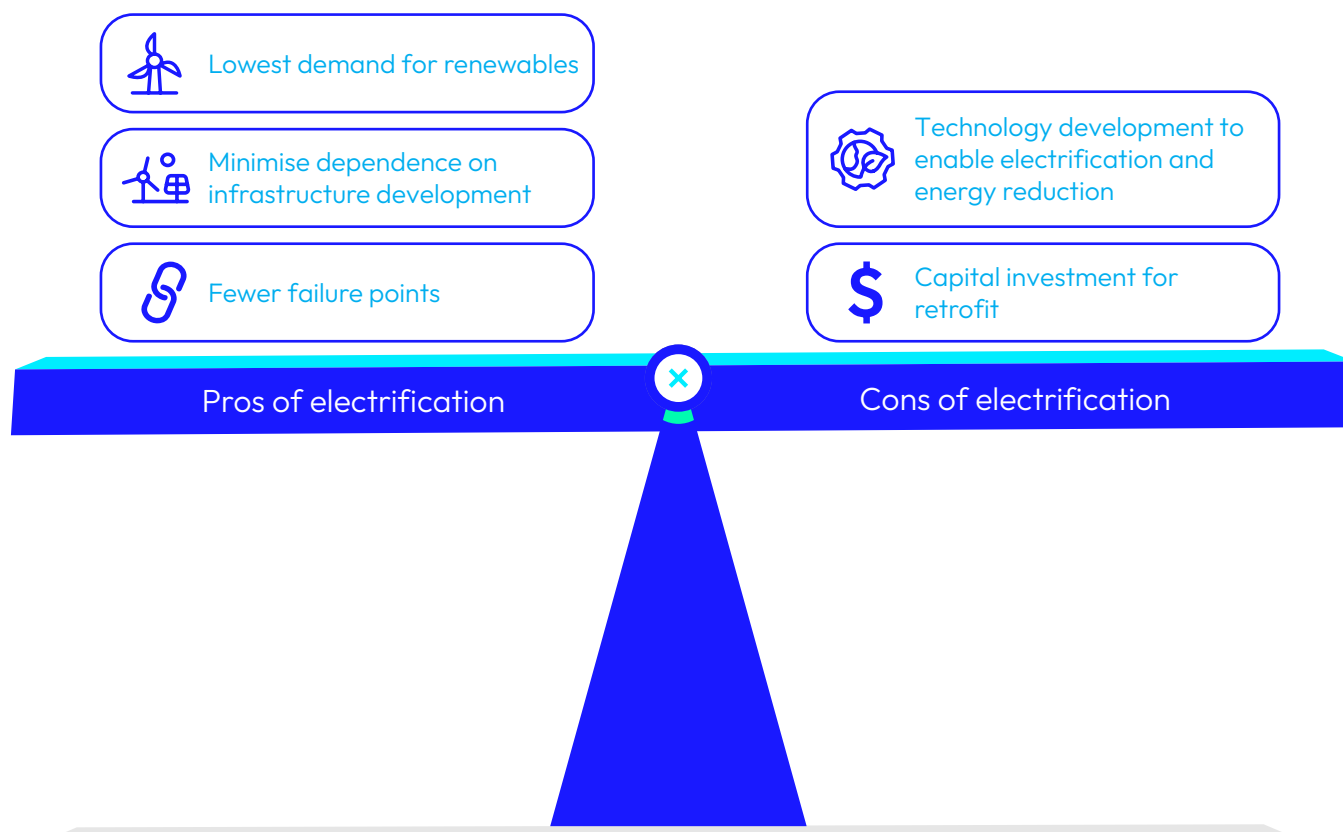 Lowest demand for renewables
Minimise dependence on
infrastructure development
Fewer failure points
Technology development to
enable electrification and
energy reduction
$ Capital investment for
retrofit
Pros of electrification
Cons of electrification